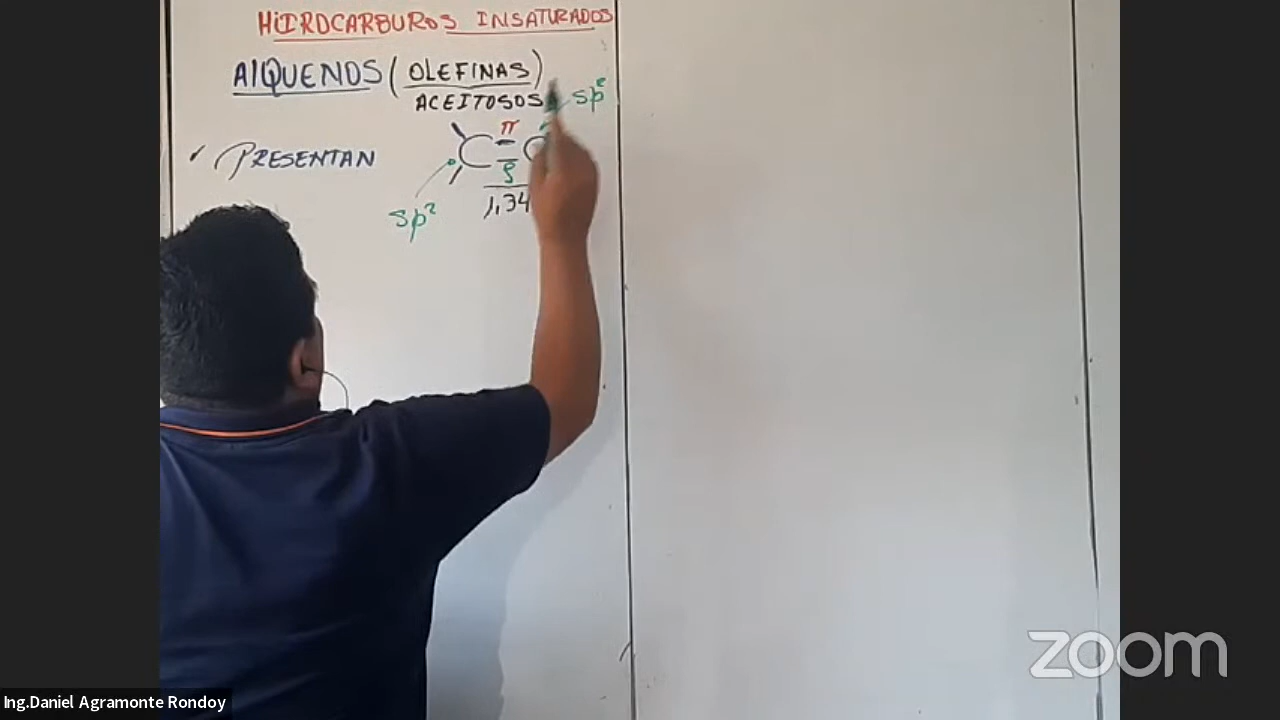 HIDROCARBUROS INSATURADOS
AlQUENOS (OLEFINAS)
ACEITOSOS
sp²
✓ PRESENTAN
π
C = C
sp²
1,34
zoom
Ing.Daniel Agramonte Rondoy